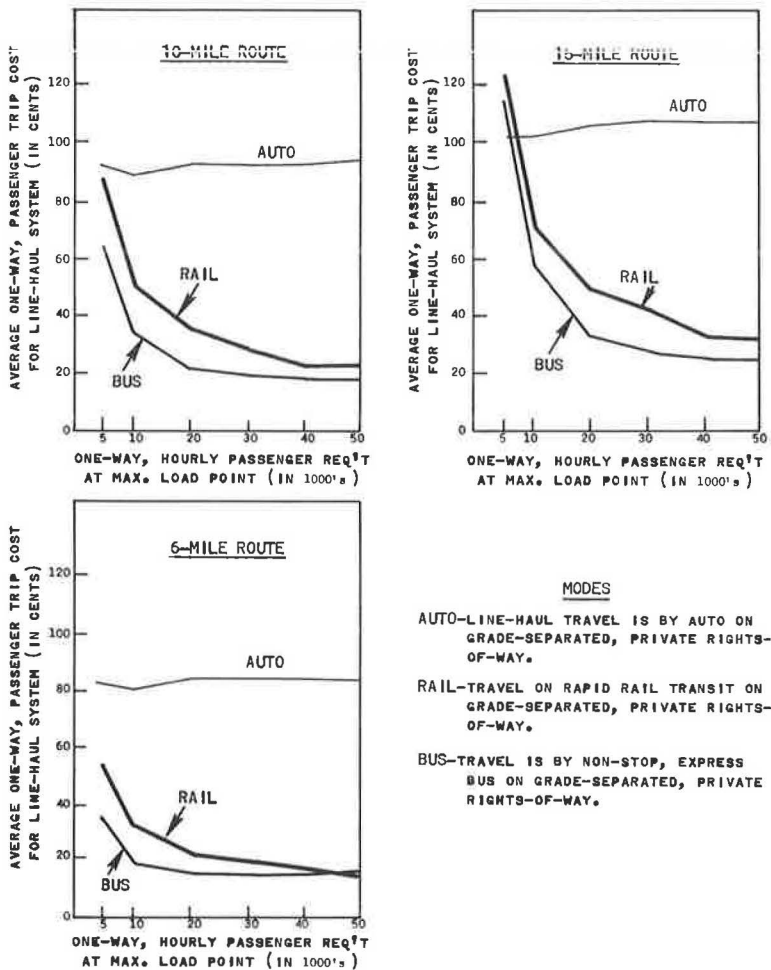 10-MILE ROUTE
AVERAGE ONE-WAY, PASSENGER TRIP COST
FOR LINE-HAUL SYSTEM (IN CENTS)
120
100
80
60
40
20
0
AUTO
RAIL
BUS
5 10 20 30 40 50
ONE-WAY, HOURLY PASSENGER REQ'T
AT MAX. LOAD POINT (IN 1000's)
15-MILE ROUTE
AVERAGE ONE-WAY, PASSENGER TRIP COST
FOR LINE-HAUL SYSTEM (IN CENTS)
120
100
80
60
40
20
0
AUTO
RAIL
BUS
5 10 20 30 40 50
ONE-WAY, HOURLY PASSENGER REQ'T
AT MAX. LOAD POINT (IN 1000's)
6-MILE ROUTE
AVERAGE ONE-WAY, PASSENGER TRIP COST
FOR LINE-HAUL SYSTEM (IN CENTS)
120
100
80
60
40
20
0
AUTO
RAIL
BUS
5 10 20 30 40 50
ONE-WAY, HOURLY PASSENGER REQ'T
AT MAX. LOAD POINT (IN 1000's)
MODES
AUTO-LINE-HAUL TRAVEL IS BY AUTO ON
GRADE-SEPARATED, PRIVATE RIGHTS-
OF-WAY.
RAIL-TRAVEL ON RAPID RAIL TRANSIT ON
GRADE-SEPARATED, PRIVATE RIGHTS-
OF-WAY.
BUS-TRAVEL IS BY NON-STOP, EXPRESS
BUS ON GRADE-SEPARATED, PRIVATE
RIGHTS-OF-WAY.